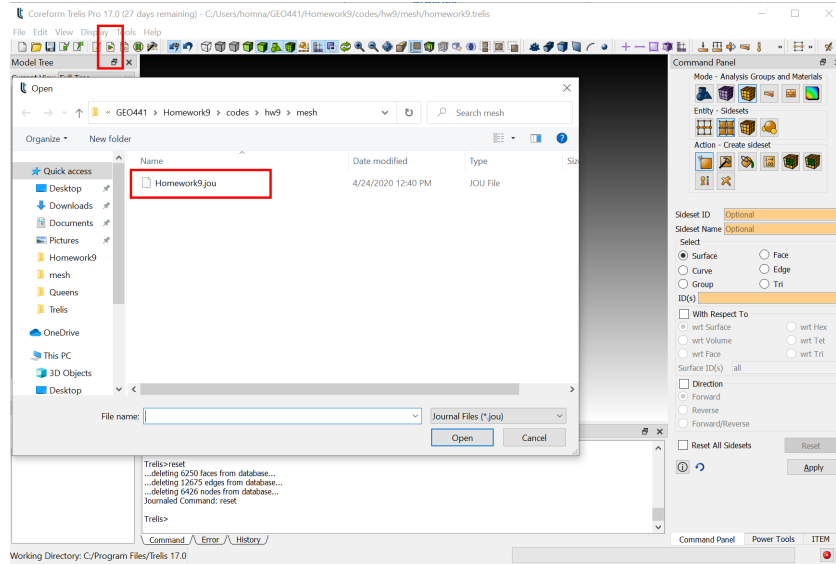 Coreform Trelis Pro 17.0 (27 days remaining) - C:/Users/homna/GEO441/Homework9/codes/hw9/mesh/homework9.trelis
File Edit View Display Tools Help
Model Tree
Command Panel
Current View: Full Tree
Mode - Analysis Groups and Materials
Open
GEO441 > Homework9 > codes > hw9 > mesh
Search mesh
Entity - Sidesets
Organize
New folder
Action - Create sideset
Name
Date modified
Type
Siz
Quick access
Homework9.jou
4/24/2020 12:40 PM
JOU File
Desktop
Downloads
Documents
Pictures
Homework9
mesh
Queens
Trelis
OneDrive
This PC
3D Objects
Desktop
Sideset ID Optional
Sideset Name Optional
Select
Surface
Face
Curve
Edge
Group
Tri
ID(s)
With Respect To
wrt Surface
wrt Hex
wrt Volume
wrt Tet
wrt Face
wrt Tri
Surface ID(s) all
Direction
Forward
Reverse
Forward/Reverse
File name:
Journal Files (*.jou)
Open
Cancel
Reset All Sidesets
Reset
Apply
Trelis>reset
...deleting 6250 faces from database...
...deleting 12675 edges from database...
...deleting 6426 nodes from database...
Journaled Command: reset
Trelis>
Command
Error
History
Command Panel
Power Tools
ITEM
Working Directory: C:/Program Files/Trelis 17.0